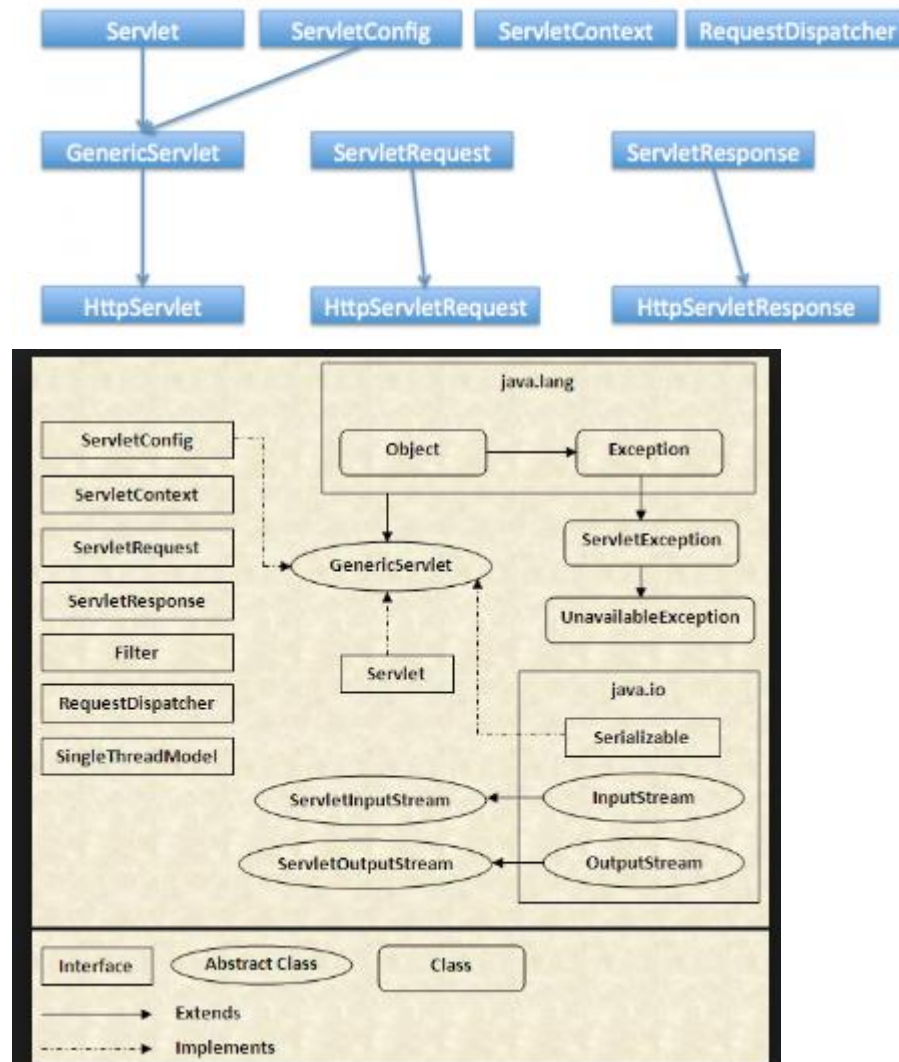 Servlet
ServletConfig
ServletContext
RequestDispatcher
GenericServlet
ServletRequest
ServletResponse
HttpServlet
HttpServletRequest
HttpServletResponse
java.lang
ServletConfig
Object
Exception
ServletContext
ServletRequest
ServletException
GenericServlet
ServletResponse
UnavailableException
Filter
Servlet
java.io
RequestDispatcher
Serializable
SingleThreadModel
ServletInputStream
InputStream
ServletOutputStream
OutputStream
Interface
Abstract Class
Class
Extends
Implements